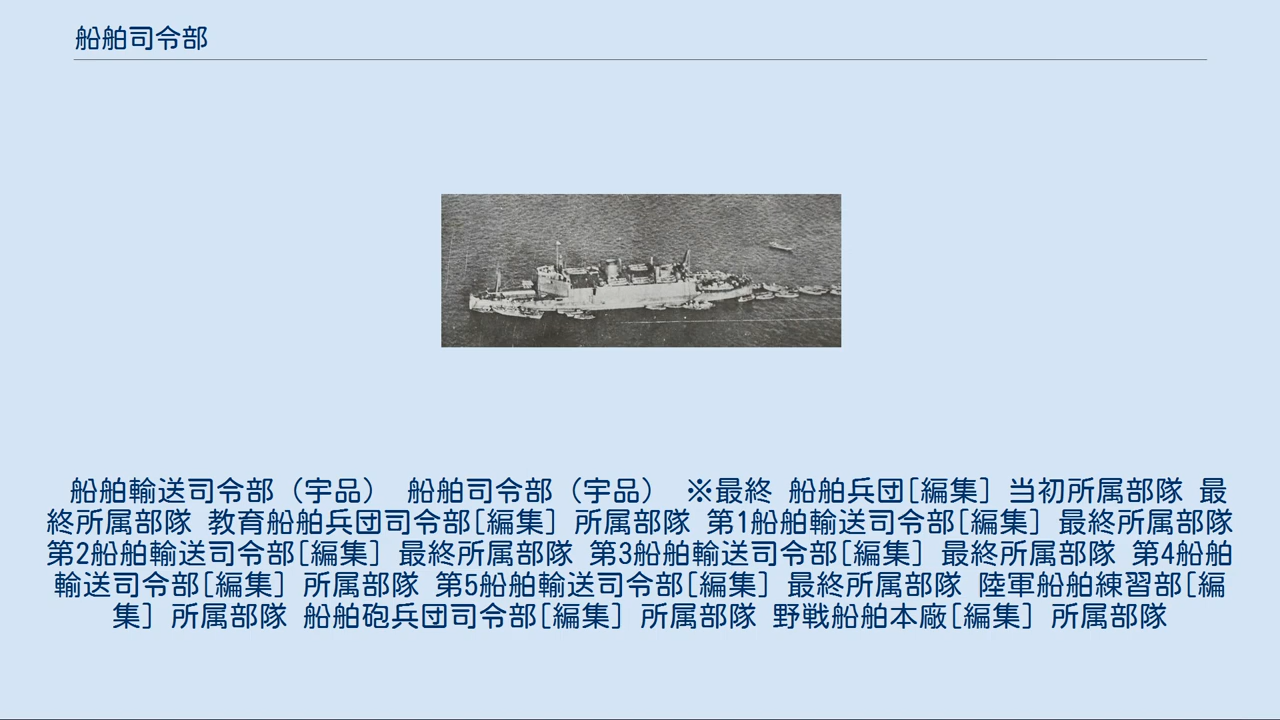 船舶司令部
船舶輸送司令部（宇品） 船舶司令部（宇品） ※最終 船舶兵団[編集] 当初所属部隊 最
終所属部隊 教育船舶兵団司令部[編集] 所属部隊 第1船舶輸送司令部[編集] 最終所属部隊
第2船舶輸送司令部[編集] 最終所属部隊 第3船舶輸送司令部[編集] 最終所属部隊 第4船舶
輸送司令部[編集] 所属部隊 第5船舶輸送司令部[編集] 最終所属部隊 陸軍船舶練習部[編
集] 所属部隊 船舶砲兵団司令部[編集] 所属部隊 野戦船舶本廠[編集] 所属部隊